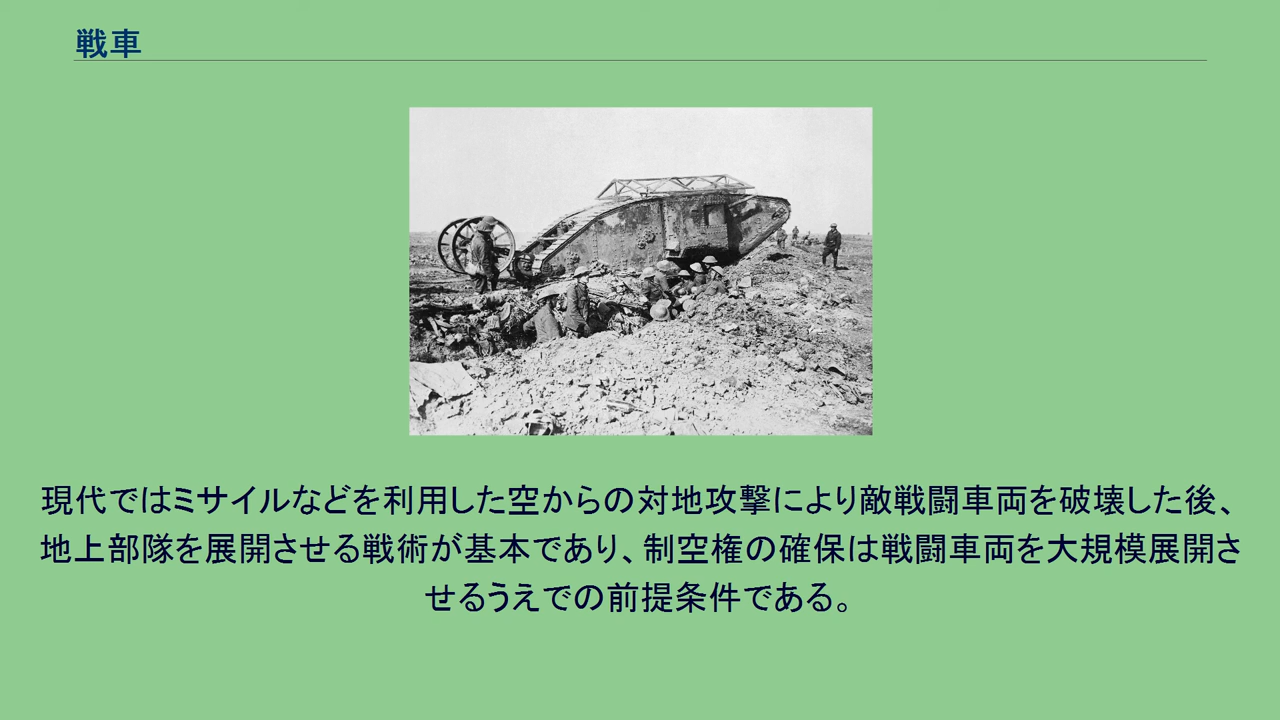 戦車
現代ではミサイルなどを利用した空からの対地攻撃により敵戦闘車両を破壊した後、
地上部隊を展開させる戦術が基本であり、制空権の確保は戦闘車両を大規模展開さ
せるうえでの前提条件である。